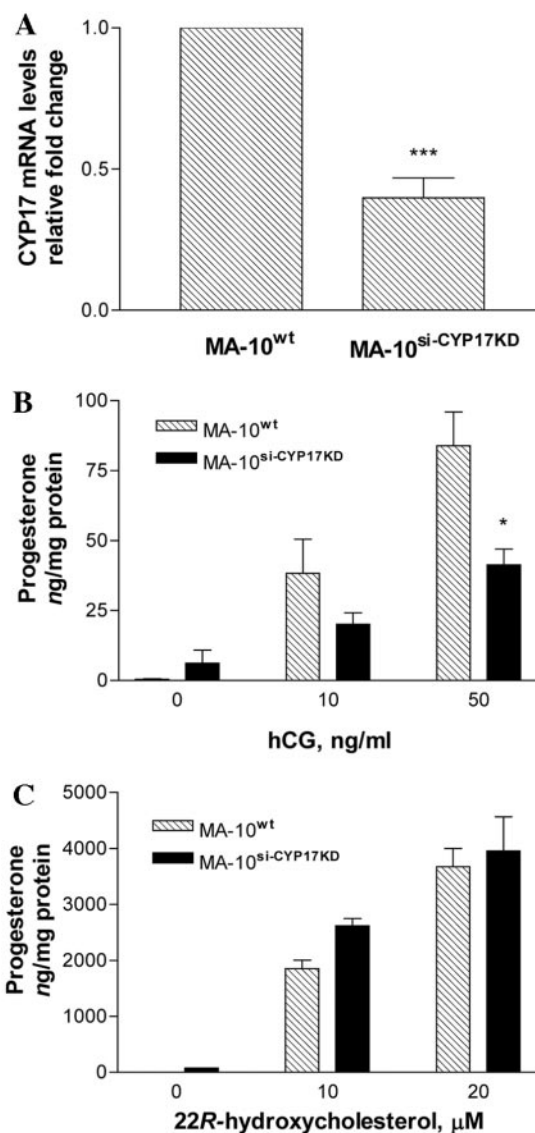 A
CYP17 mRNA levels
relative fold change
1.0
0.5
0.0
***
MA-10wt
MA-10si-CYP17KD
B
MA-10wt
MA-10si-CYP17KD
Progesterone
ng/mg protein
100
75
50
25
0
*
0 10 50
hCG, ng/ml
C
MA-10wt
MA-10si-CYP17KD
Progesterone
ng/mg protein
5000
4000
3000
2000
1000
0
0 10 20
22R-hydroxycholesterol, μM